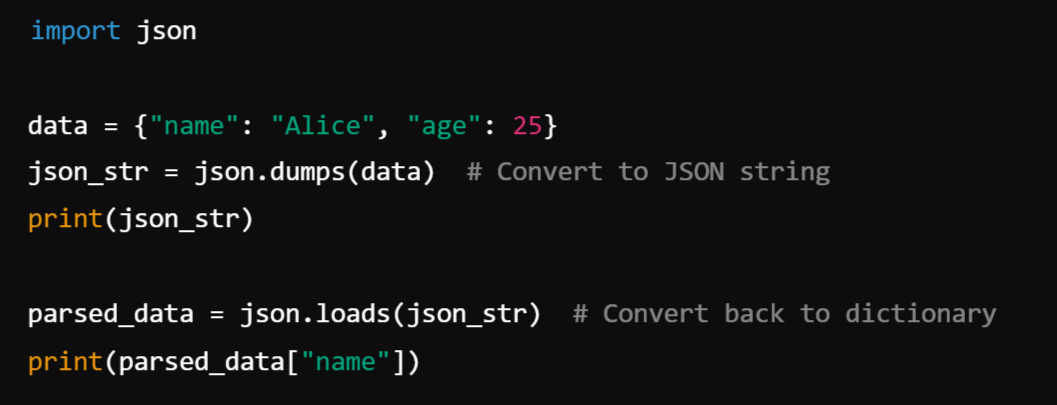 import json
data = {"name": "Alice", "age": 25}
json_str = json.dumps(data)  # Convert to JSON string
print(json_str)
parsed_data = json.loads(json_str)  # Convert back to dictionary
print(parsed_data["name"])